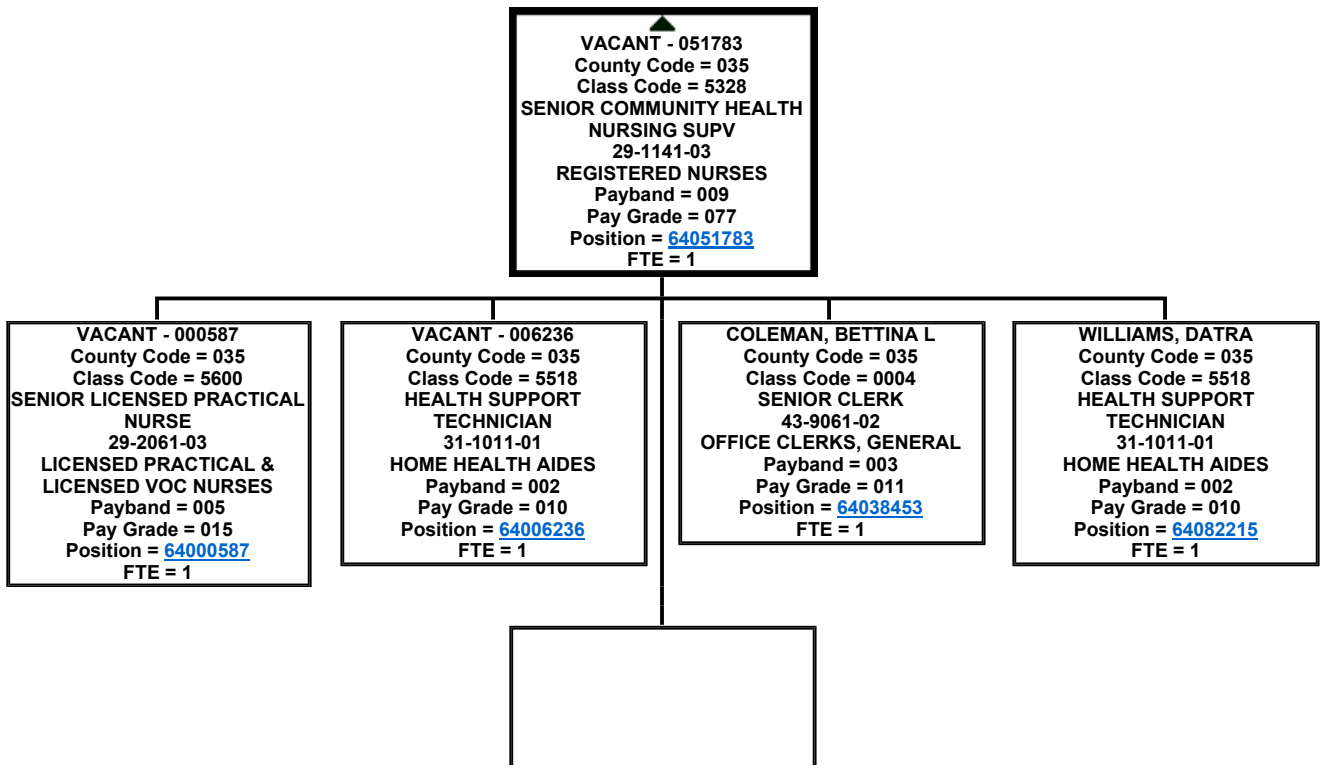 VACANT - 051783
County Code = 035
Class Code = 5328
SENIOR COMMUNITY HEALTH
NURSING SUPV
29-1141-03
REGISTERED NURSES
Payband = 009
Pay Grade = 077
Position = 64051783
FTE = 1
VACANT - 000587
County Code = 035
Class Code = 5600
SENIOR LICENSED PRACTICAL
NURSE
29-2061-03
LICENSED PRACTICAL &
LICENSED VOC NURSES
Payband = 005
Pay Grade = 015
Position = 64000587
FTE = 1
VACANT - 006236
County Code = 035
Class Code = 5518
HEALTH SUPPORT
TECHNICIAN
31-1011-01
HOME HEALTH AIDES
Payband = 002
Pay Grade = 010
Position = 64006236
FTE = 1
COLEMAN, BETTINA L
County Code = 035
Class Code = 0004
SENIOR CLERK
43-9061-02
OFFICE CLERKS, GENERAL
Payband = 003
Pay Grade = 011
Position = 64038453
FTE = 1
WILLIAMS, DATRA
County Code = 035
Class Code = 5518
HEALTH SUPPORT
TECHNICIAN
31-1011-01
HOME HEALTH AIDES
Payband = 002
Pay Grade = 010
Position = 64082215
FTE = 1